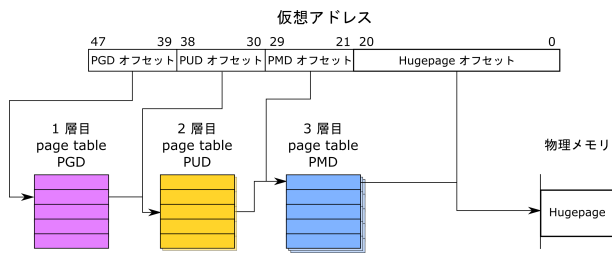 仮想アドレス
47 39 38 30 29 21 20 0
PGD オフセット PUD オフセット PMD オフセット Hugepage オフセット
1 層目
page table
PGD
2 層目
page table
PUD
3 層目
page table
PMD
物理メモリ
Hugepage